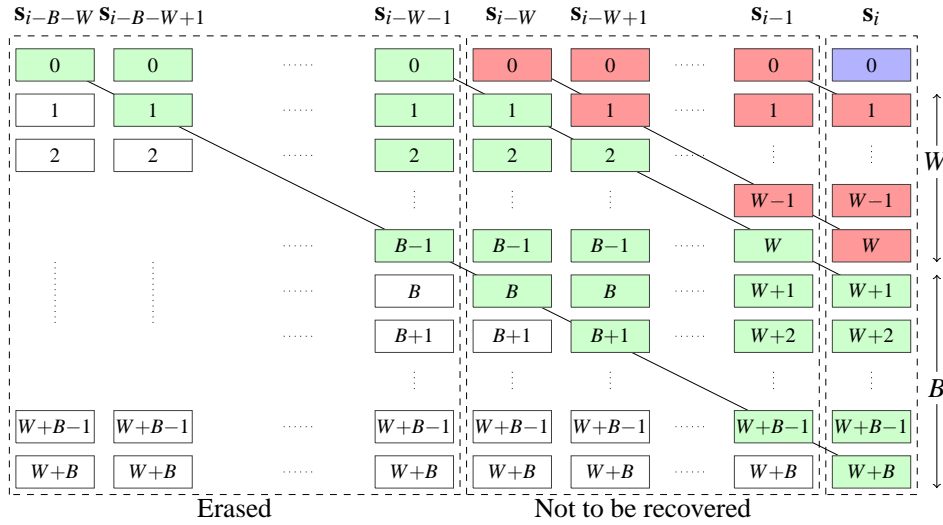 s_{i−B−W} s_{i−B−W+1} s_{i−W−1} s_{i−W} s_{i−W+1} s_{i−1} s_i
0 0 ...... 0 0 0 ...... 0 0
1 1 ...... 1 1 1 ...... 1 1
2 2 ...... 2 2 2
W
W−1 W−1
...... B−1 B−1 B−1 ...... W W
B B B ...... W+1 W+1
B+1 B+1 B+1 ...... W+2 W+2
B
W+B−1 W+B−1 ...... W+B−1 W+B−1 W+B−1 ...... W+B−1 W+B−1
W+B W+B ...... W+B W+B W+B ...... W+B W+B
Erased Not to be recovered